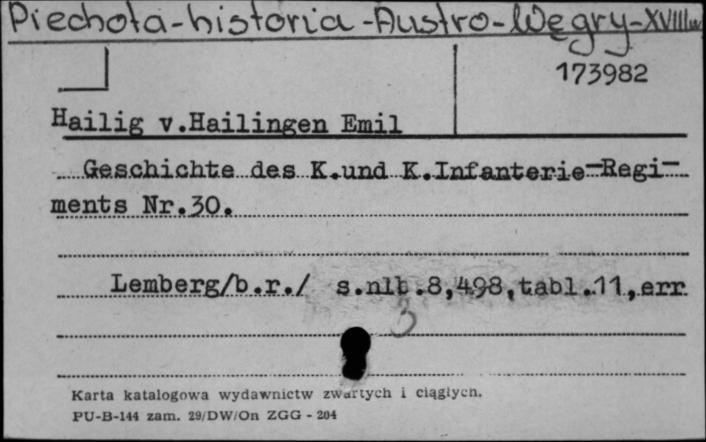 Piechota-historia-Austro-Węgry-XVIIIw
173982
Hailig v.Hailingen Emil
Geschichte des K.und K.Infanterie-Regi-
ments Nr.30.
Lemberg/b.r./ s.nlb.8,498,tabl.11,err
3
Karta katalogowa wydawnictw zwartych i ciągłych.
PU-B-144 zam. 29/DW/On ZGG - 204